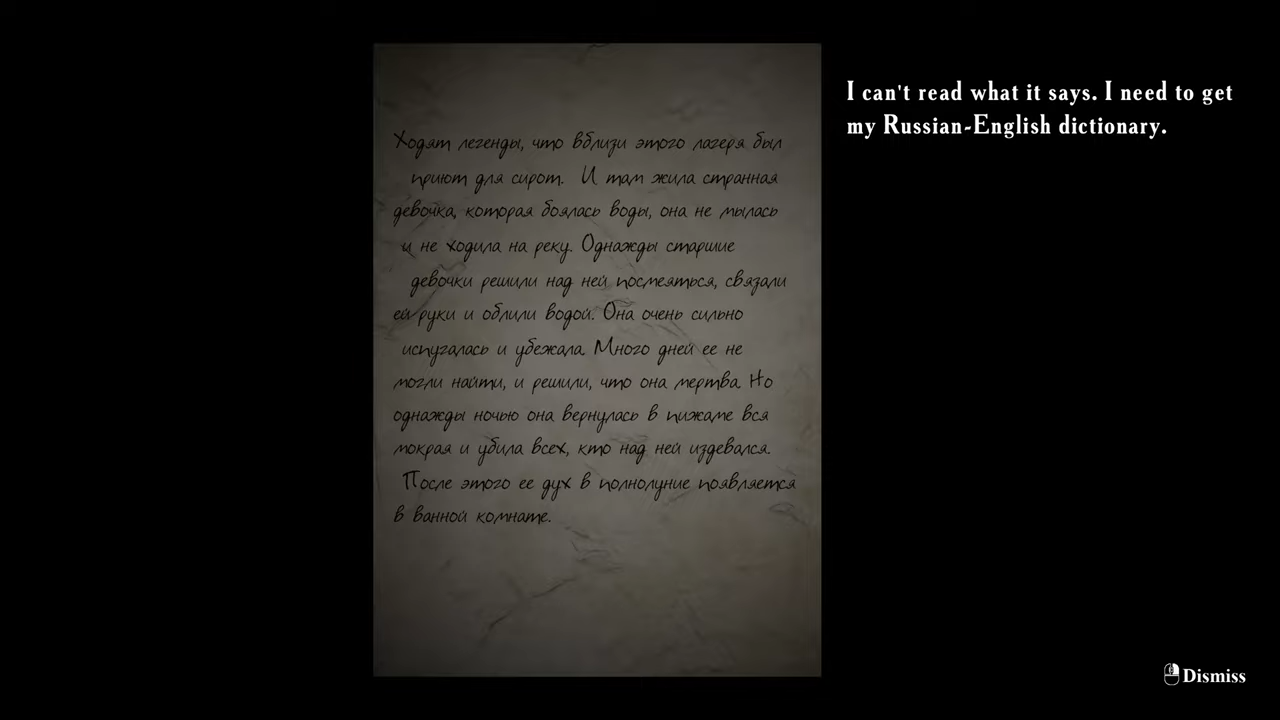 Ходят легенды, что вблизи этого лагеря был
приют для сирот. И там жила странная
девочка, которая боялась воды, она не мылась
и не ходила на реку. Однажды старшие
девочки решили над ней посмеяться, связали
ей руки и облили водой. Она очень сильно
испугалась и убежала. Много дней ее не
могли найти, и решили, что она мертва. Но
однажды ночью она вернулась в пижаме вся
мокрая и убила всех, кто над ней издевался.
После этого ее дух в полнолуние появляется
в ванной комнате.
I can't read what it says. I need to get
my Russian-English dictionary.
Dismiss